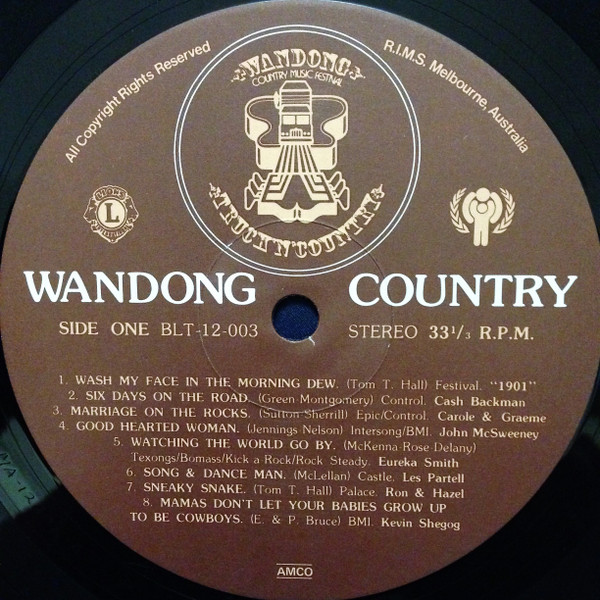 All Copyright Rights Reserved
R.I.M.S. Melbourne, Australia
WANDONG
COUNTRY MUSIC FESTIVAL
TRUCK'N'COUNTRY
L
WANDONG COUNTRY
SIDE ONE BLT-12-003
STEREO 33 1/3 R.P.M.
1. WASH MY FACE IN THE MORNING DEW. (Tom T. Hall) Festival. "1901"
2. SIX DAYS ON THE ROAD. (Green-Montgomery) Control. Cash Backman
3. MARRIAGE ON THE ROCKS. (Sutton-Sherrill) Epic/Control. Carole & Graeme
4. GOOD HEARTED WOMAN. (Jennings Nelson) Intersong/BMI. John McSweeney
5. WATCHING THE WORLD GO BY. (McKenna-Rose-Delany)
Texongs/Bomass/Kick-a-Rock/Rock Steady. Eureka Smith
6. SONG & DANCE MAN. (McLellan) Castle. Les Partell
7. SNEAKY SNAKE. (Tom T. Hall) Palace. Ron & Hazel
8. MAMAS DON'T LET YOUR BABIES GROW UP
TO BE COWBOYS. (E. & P. Bruce) BMI. Kevin Shegog
AMCO